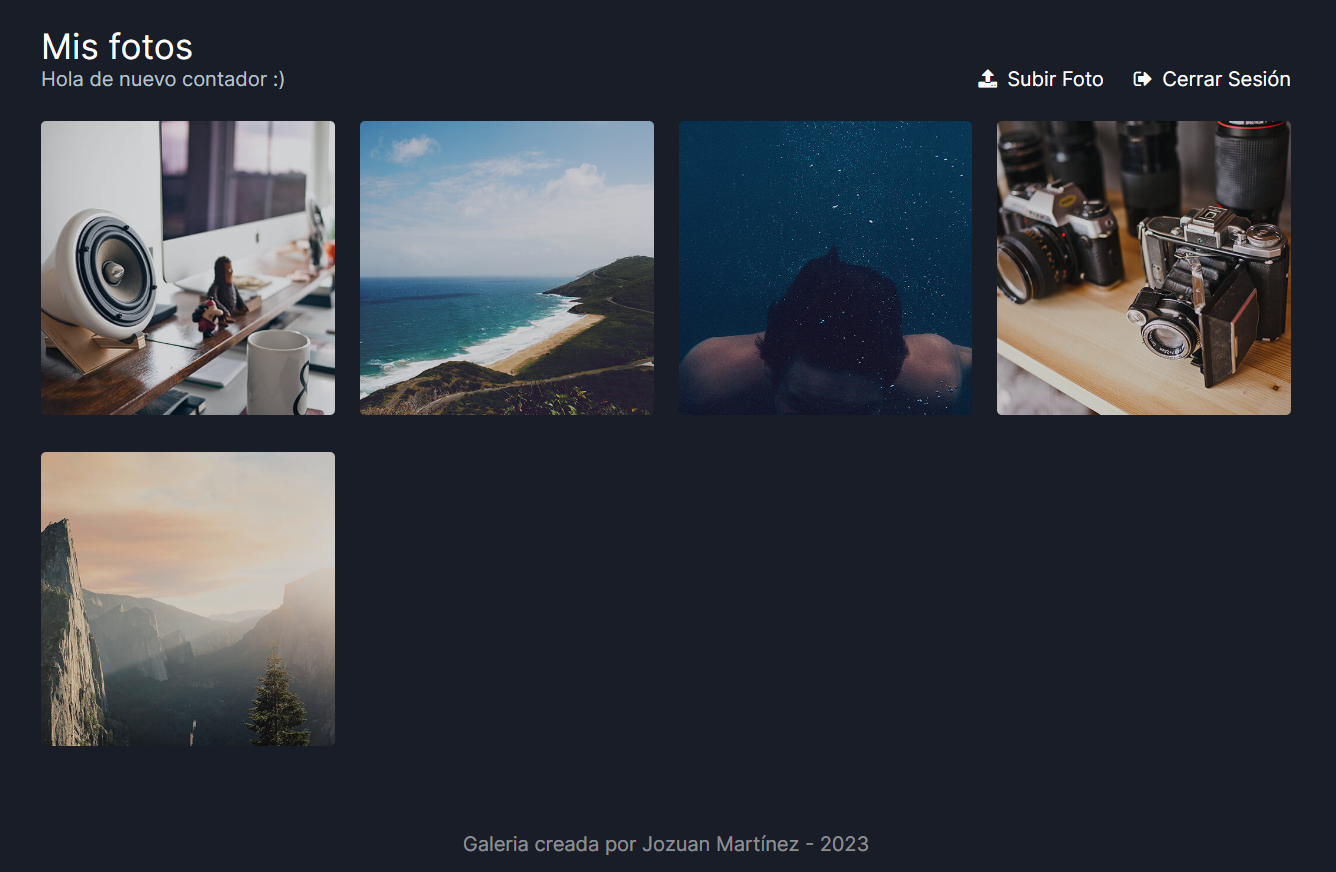 Mis fotos
Hola de nuevo contador :)
Subir Foto
Cerrar Sesión
Galeria creada por Jozuan Martínez - 2023